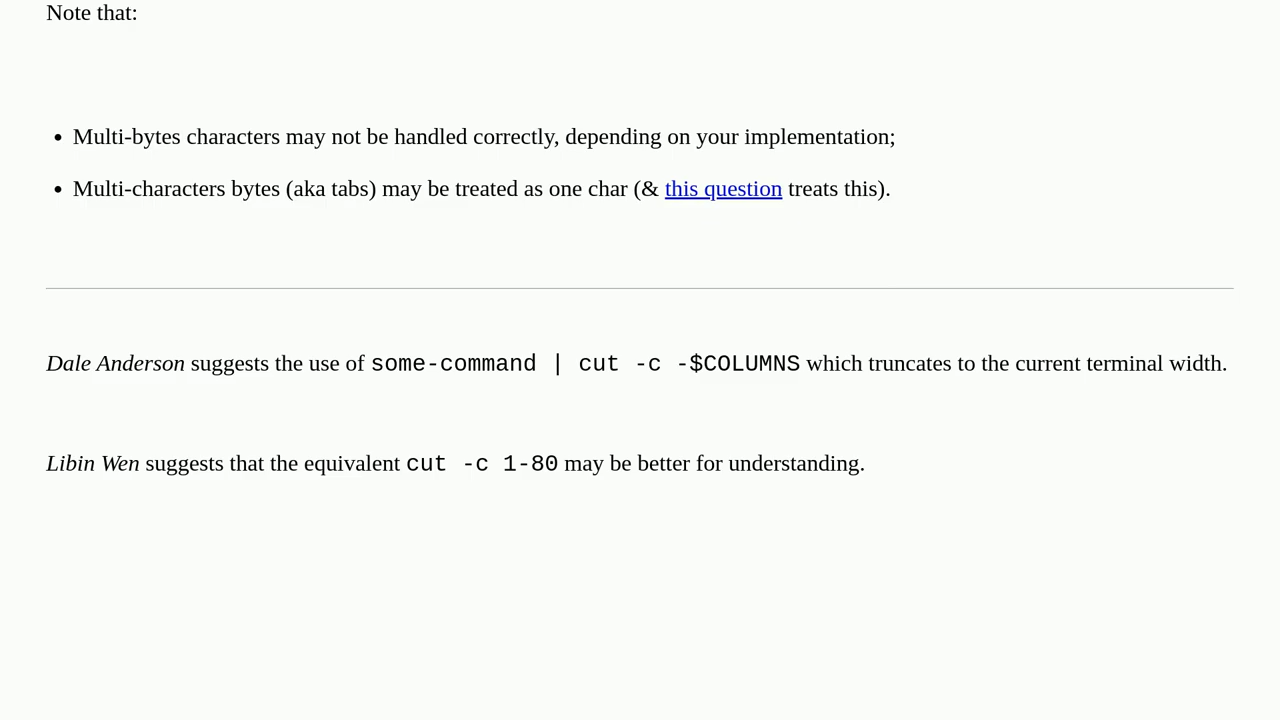 Note that:
• Multi-bytes characters may not be handled correctly, depending on your implementation;
• Multi-characters bytes (aka tabs) may be treated as one char (& this question treats this).
Dale Anderson suggests the use of some-command | cut -c -$COLUMNS which truncates to the current terminal width.
Libin Wen suggests that the equivalent cut -c 1-80 may be better for understanding.